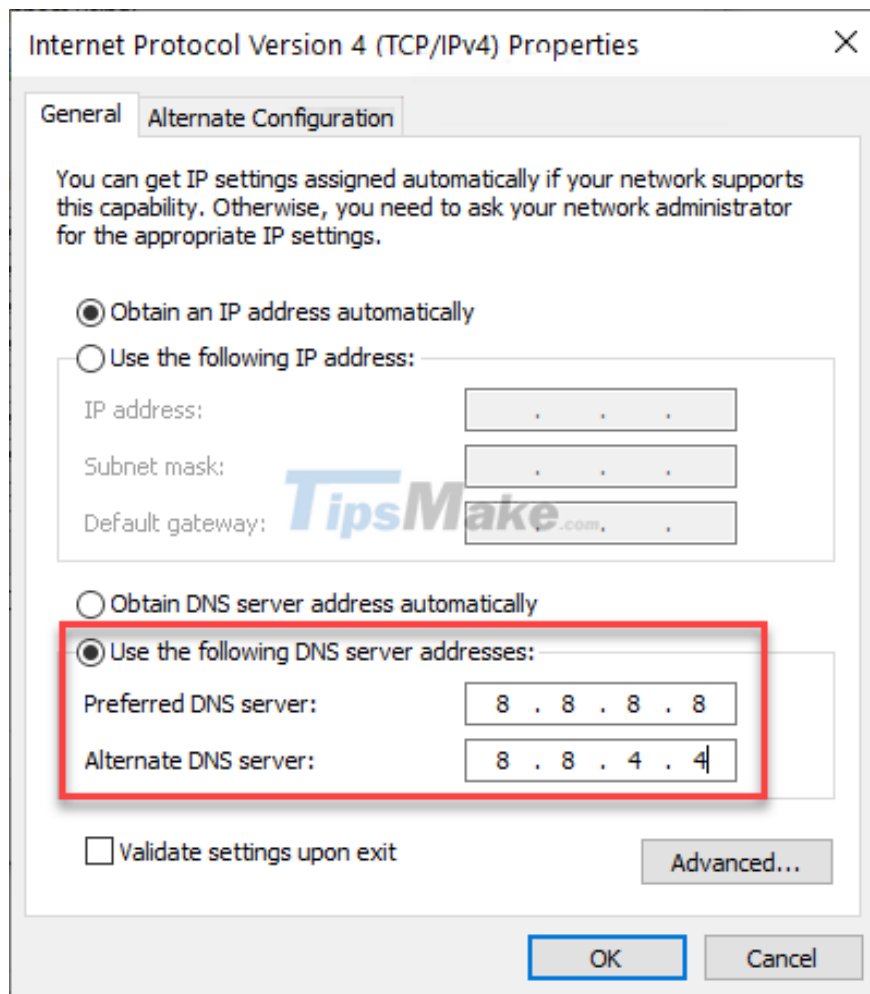 Internet Protocol Version 4 (TCP/IPv4) Properties
General
Alternate Configuration
You can get IP settings assigned automatically if your network supports
this capability. Otherwise, you need to ask your network administrator
for the appropriate IP settings.
Obtain an IP address automatically
Use the following IP address:
IP address:
Subnet mask:
Default gateway:
TipsMake.com
Obtain DNS server address automatically
Use the following DNS server addresses:
Preferred DNS server: 8 . 8 . 8 . 8
Alternate DNS server: 8 . 8 . 4 . 4
Validate settings upon exit
Advanced...
OK
Cancel